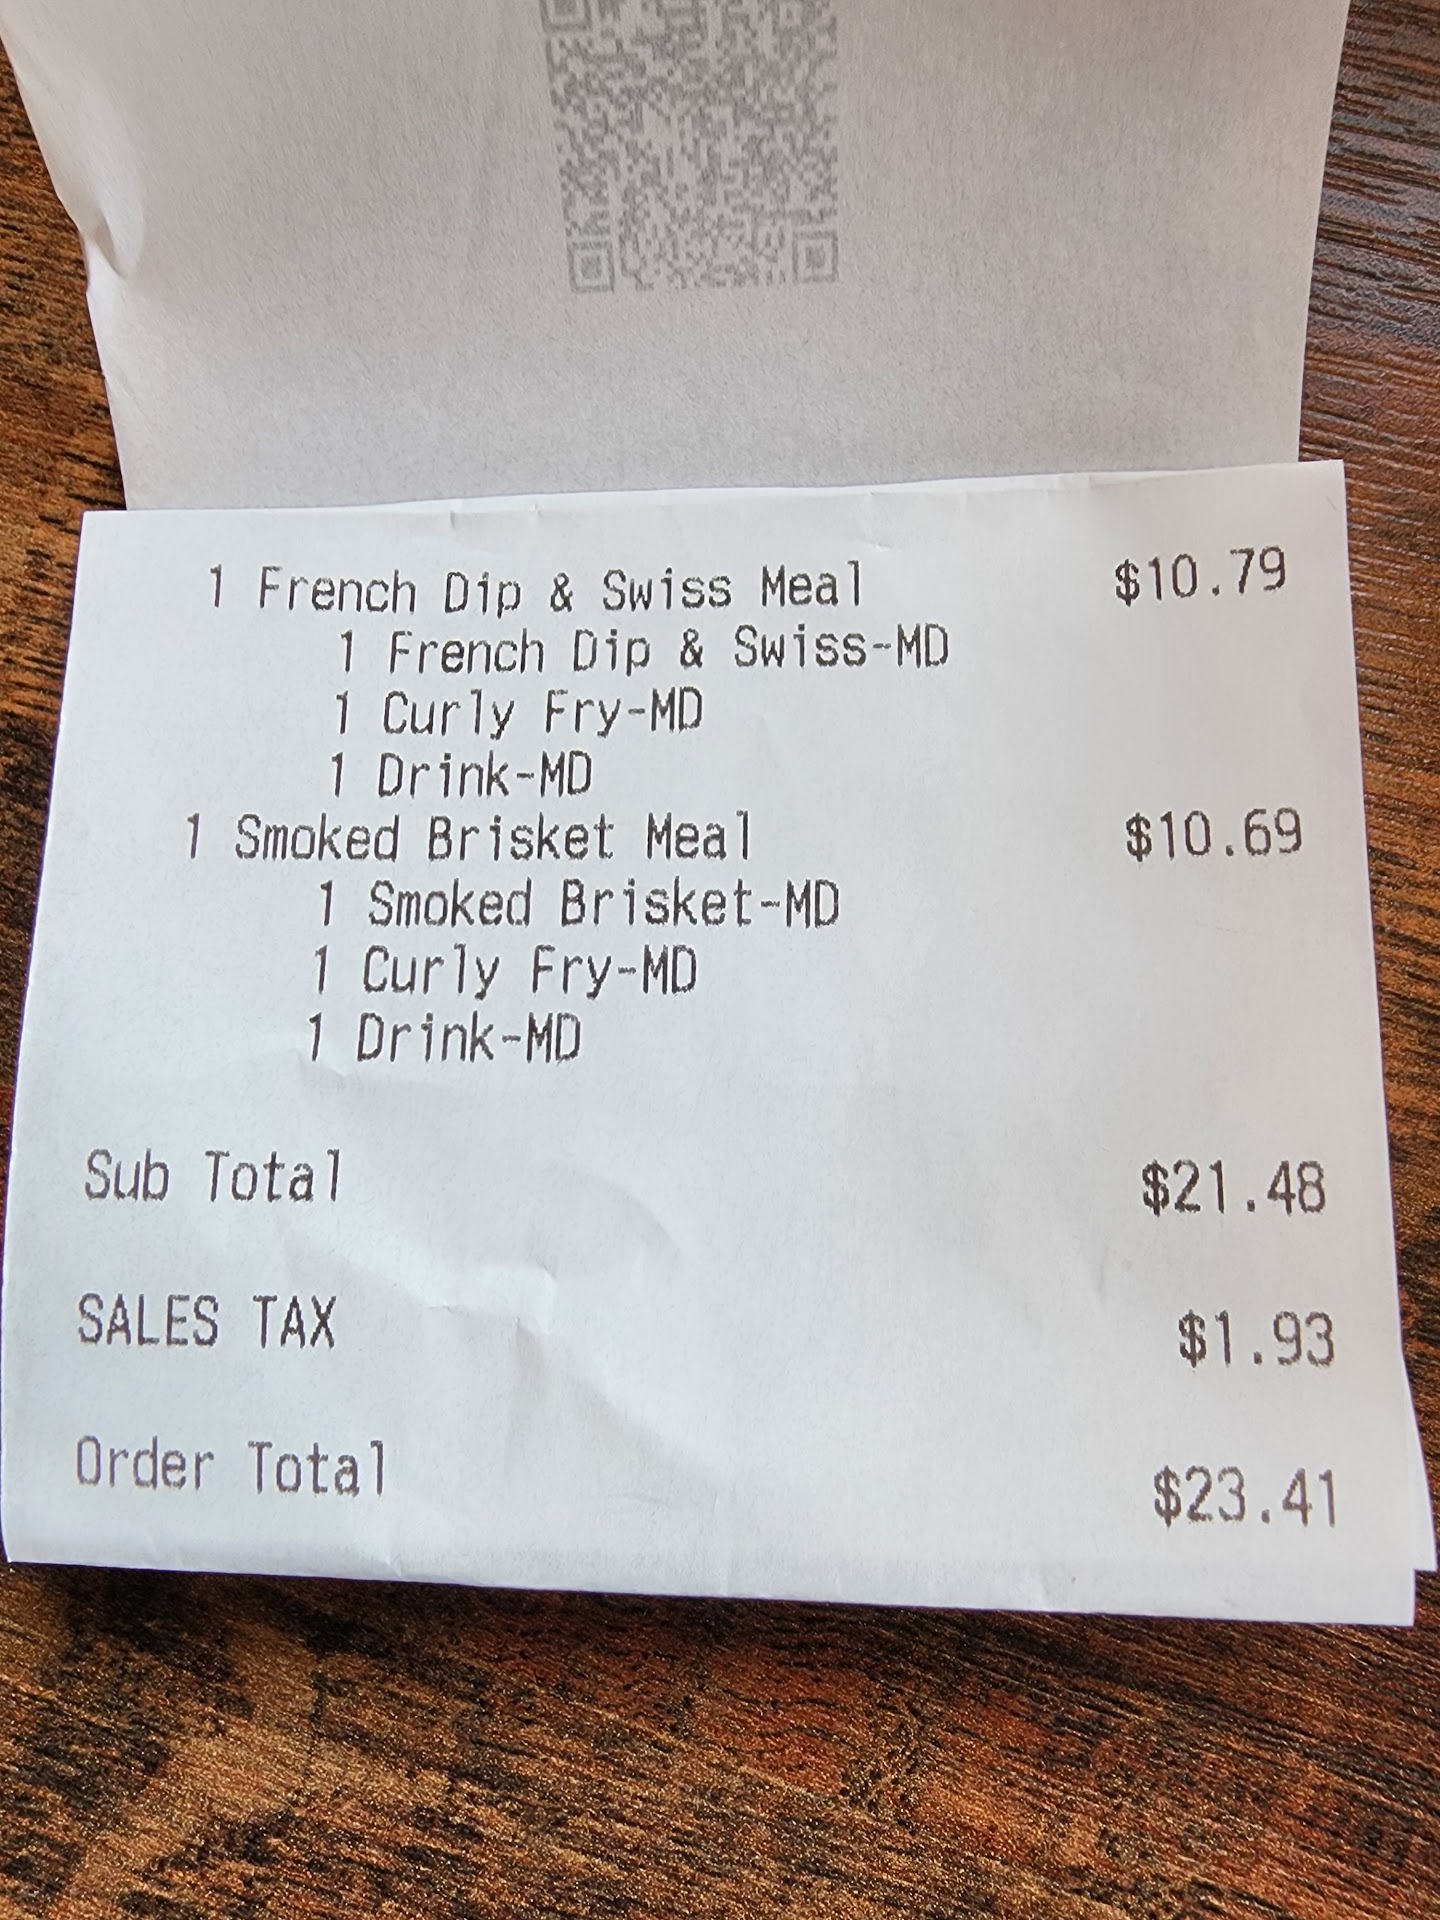 1 French Dip & Swiss Meal $10.79
1 French Dip & Swiss-MD
1 Curly Fry-MD
1 Drink-MD
1 Smoked Brisket Meal $10.69
1 Smoked Brisket-MD
1 Curly Fry-MD
1 Drink-MD
Sub Total $21.48
SALES TAX $1.93
Order Total $23.41